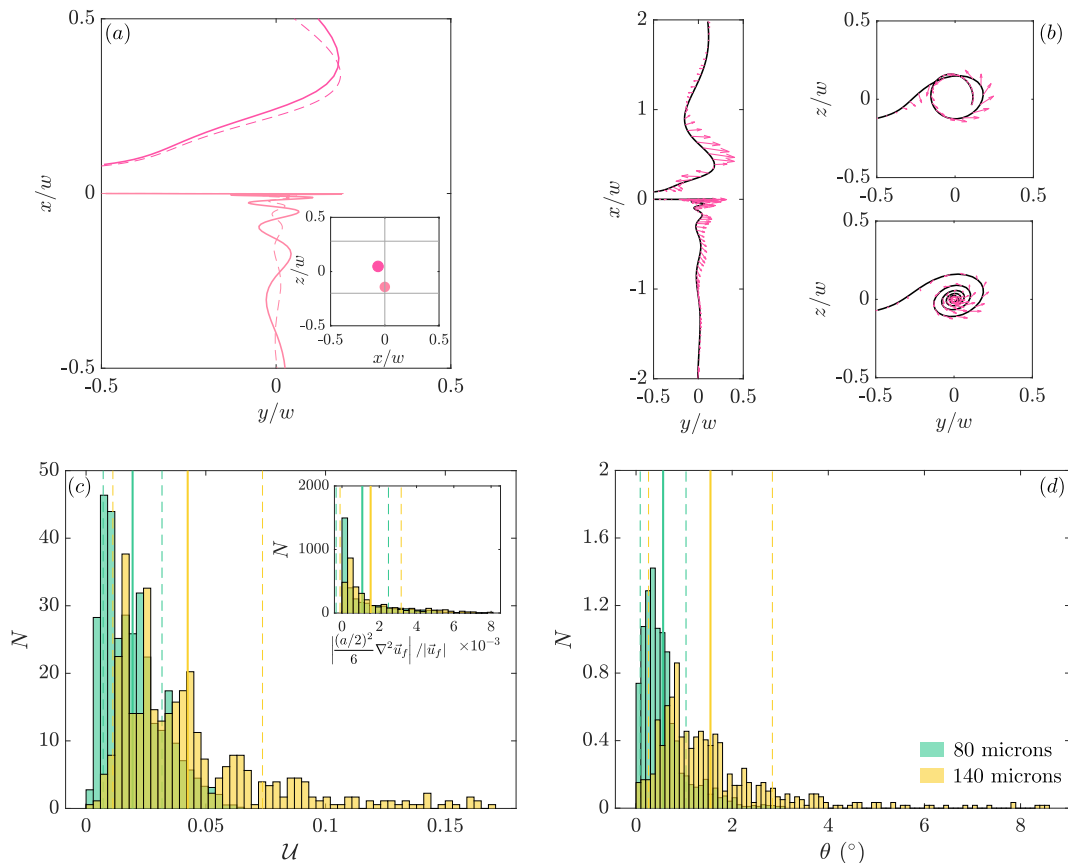 (a)
0.5
0
-0.5
x/w
-0.5
0
0.5
y/w
0.5
0
-0.5
z/w
-0.5
0
0.5
x/w
(b)
2
1
0
-1
-2
x/w
-0.5
0
0.5
y/w
0.5
0
-0.5
z/w
-0.5
0
0.5
0.5
0
-0.5
z/w
-0.5
0
0.5
y/w
(c)
50
40
30
20
10
0
N
0
0.05
0.1
0.15
𝒰
2000
1000
0
N
0
2
4
6
8
|(a/2)²/6 ∇²u⃗_f| /|u⃗_f|
×10⁻³
(d)
2
1.6
1.2
0.8
0.4
0
N
80 microns
140 microns
0
2
4
6
8
θ (°)